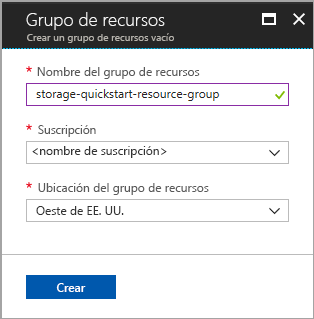 Grupo de recursos
Crear un grupo de recursos vacío
* Nombre del grupo de recursos
storage-quickstart-resource-group
* Suscripción
<nombre de suscripción>
* Ubicación del grupo de recursos
Oeste de EE. UU.
Crear